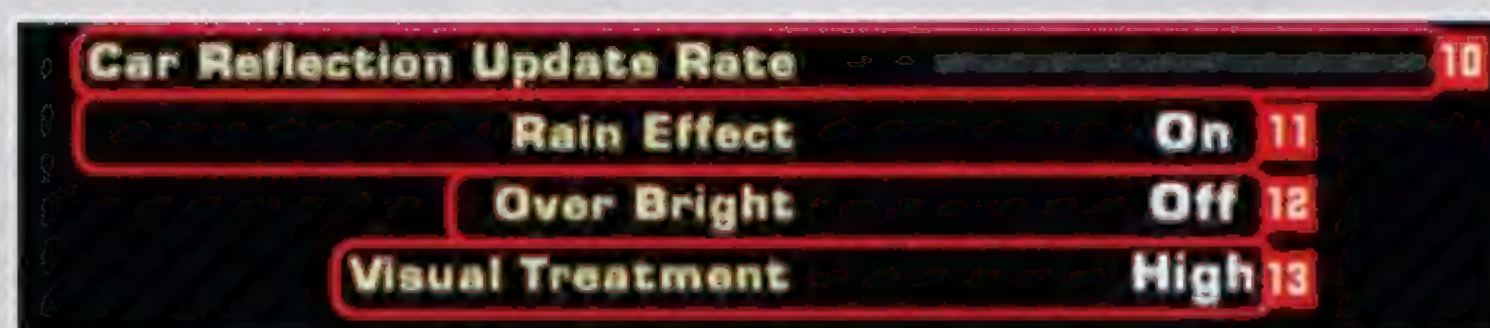 Car Reflection Update Rate 10
Rain Effect On 11
Over Bright Off 12
Visual Treatment High 13